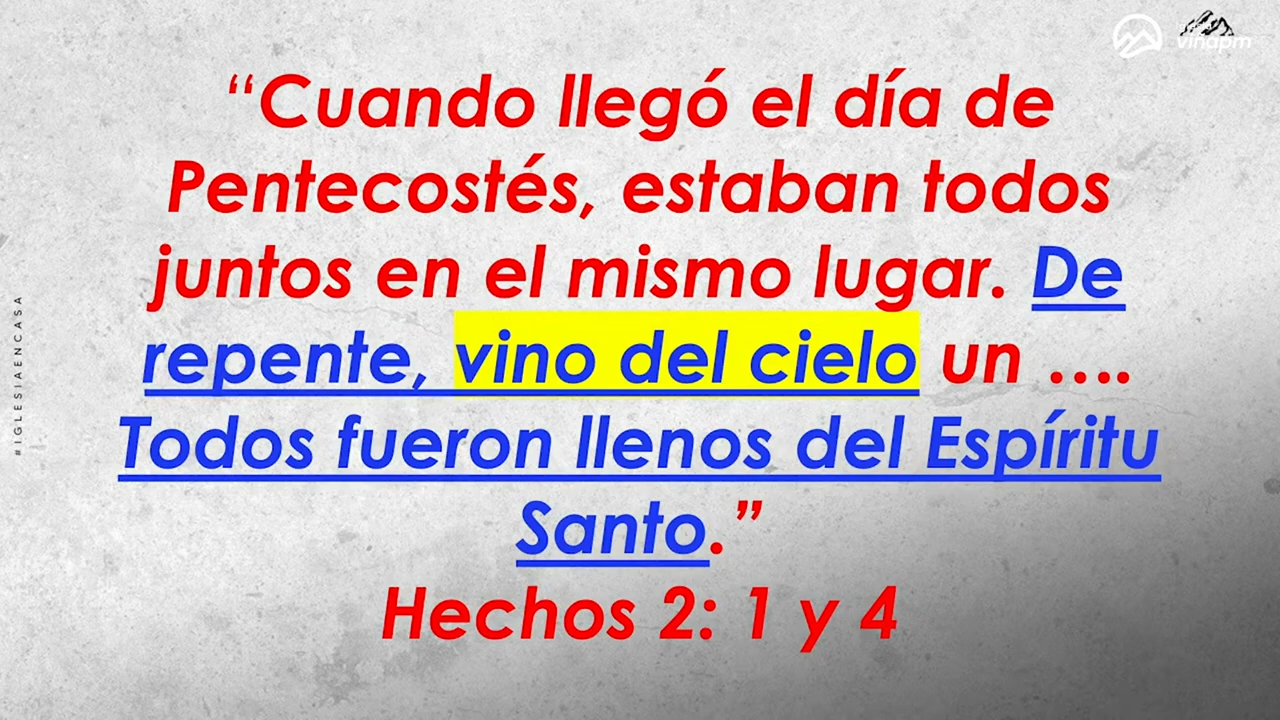 viñapm
“Cuando llegó el día de
Pentecostés, estaban todos
juntos en el mismo lugar. De
repente, vino del cielo un ....
Todos fueron llenos del Espíritu
Santo.”
Hechos 2: 1 y 4
#IGLESIAENCASA